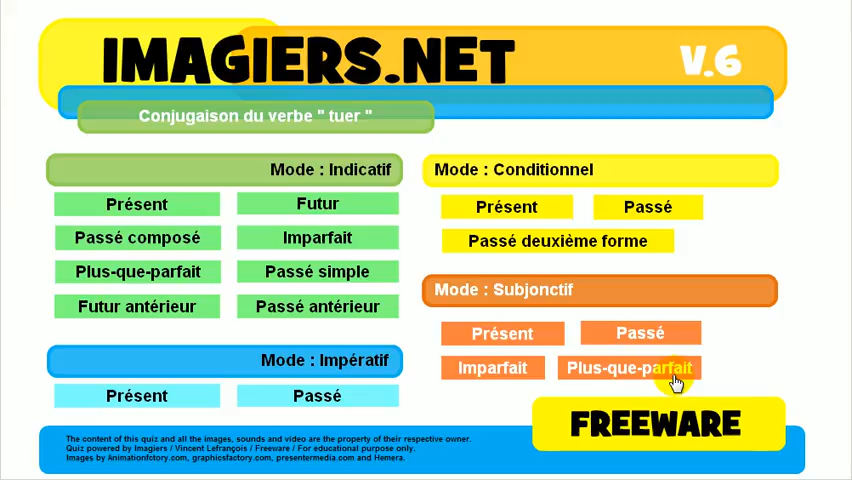 IMAGIERS.NET
V.6
Conjugaison du verbe " tuer "
Mode : Indicatif
Présent
Futur
Passé composé
Imparfait
Plus-que-parfait
Passé simple
Futur antérieur
Passé antérieur
Mode : Impératif
Présent
Passé
Mode : Conditionnel
Présent
Passé
Passé deuxième forme
Mode : Subjonctif
Présent
Passé
Imparfait
Plus-que-parfait
FREEWARE
The content of this quiz and all the images, sounds and video are the property of their respective owner.
Quiz powered by Imagiers / Vincent Lefrançois / Freeware / For educational purpose only.
Images by Animationfctory.com, graphicsfactory.com, presentermedia.com and Hemera.